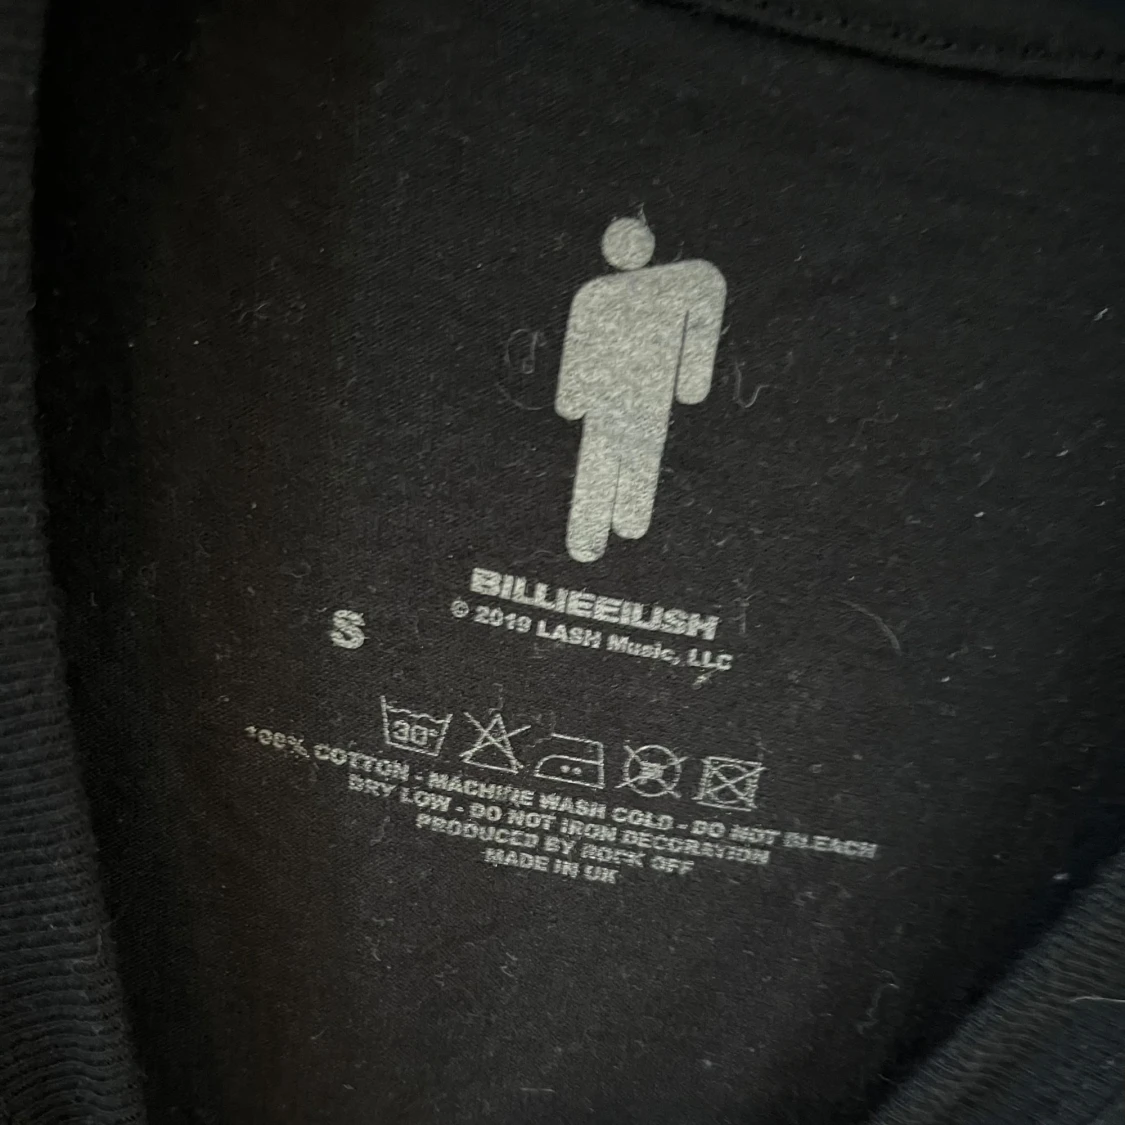 BILLIEEILISH
© 2019 LASH Music, LLC
S
30°
100% COTTON - MACHINE WASH COLD - DO NOT BLEACH
DRY LOW - DO NOT IRON DECORATION
PRODUCED BY ROCK OFF
MADE IN UK